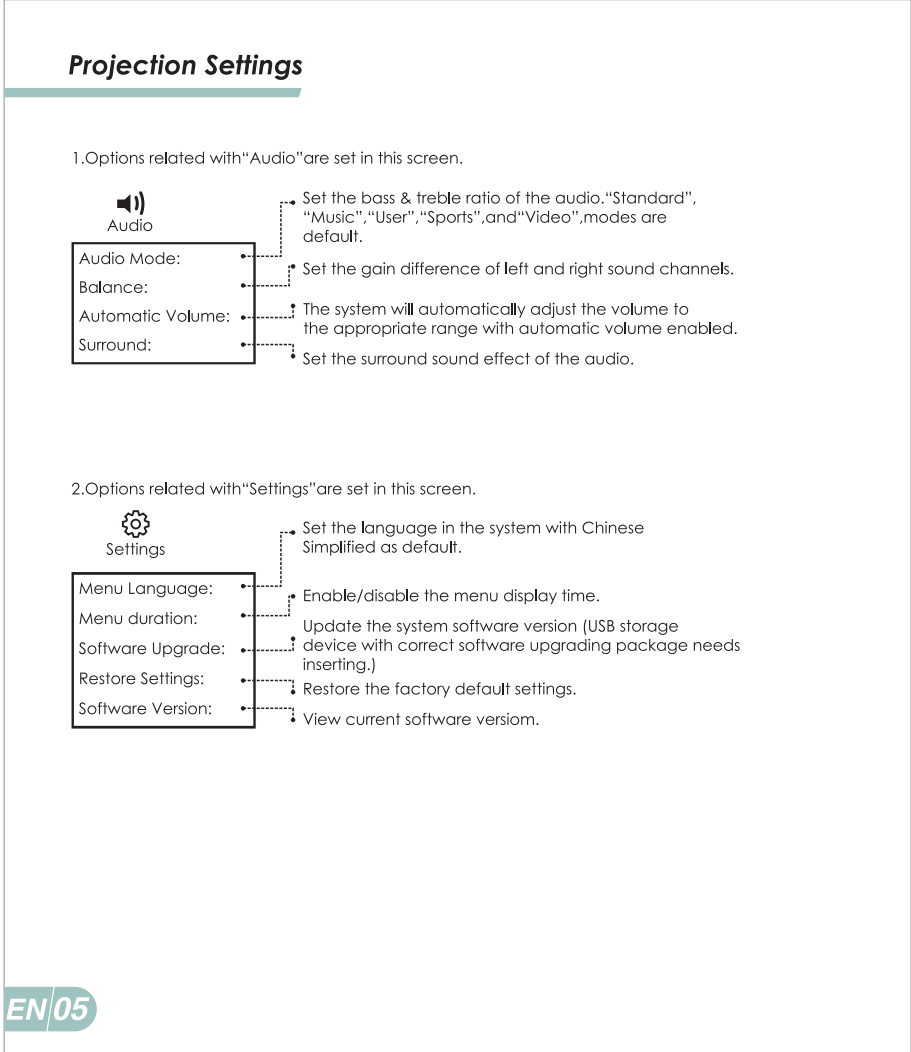 Projection Settings
1.Options related with“Audio”are set in this screen.
Audio
Audio Mode:
Balance:
Automatic Volume:
Surround:
Set the bass & treble ratio of the audio.“Standard”,
“Music”,“User”,“Sports”,and“Video”,modes are
default.
Set the gain difference of left and right sound channels.
The system will automatically adjust the volume to
the appropriate range with automatic volume enabled.
Set the surround sound effect of the audio.
2.Options related with“Settings”are set in this screen.
Settings
Menu Language:
Menu duration:
Software Upgrade:
Restore Settings:
Software Version:
Set the language in the system with Chinese
Simplified as default.
Enable/disable the menu display time.
Update the system software version (USB storage
device with correct software upgrading package needs
inserting.)
Restore the factory default settings.
View current software versiom.
EN/05